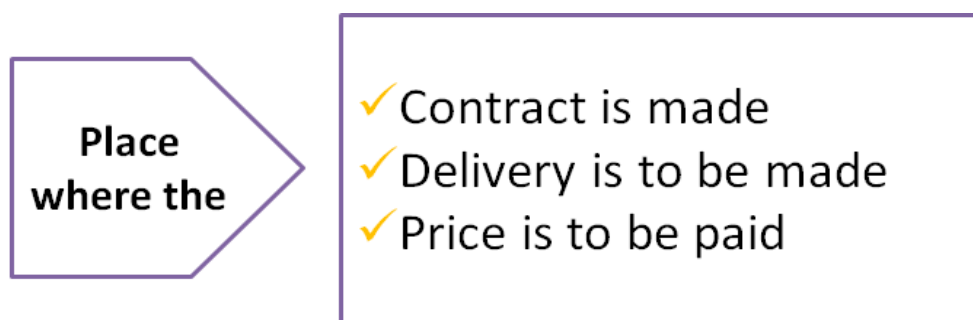 Place
where the
Contract is made
Delivery is to be made
Price is to be paid